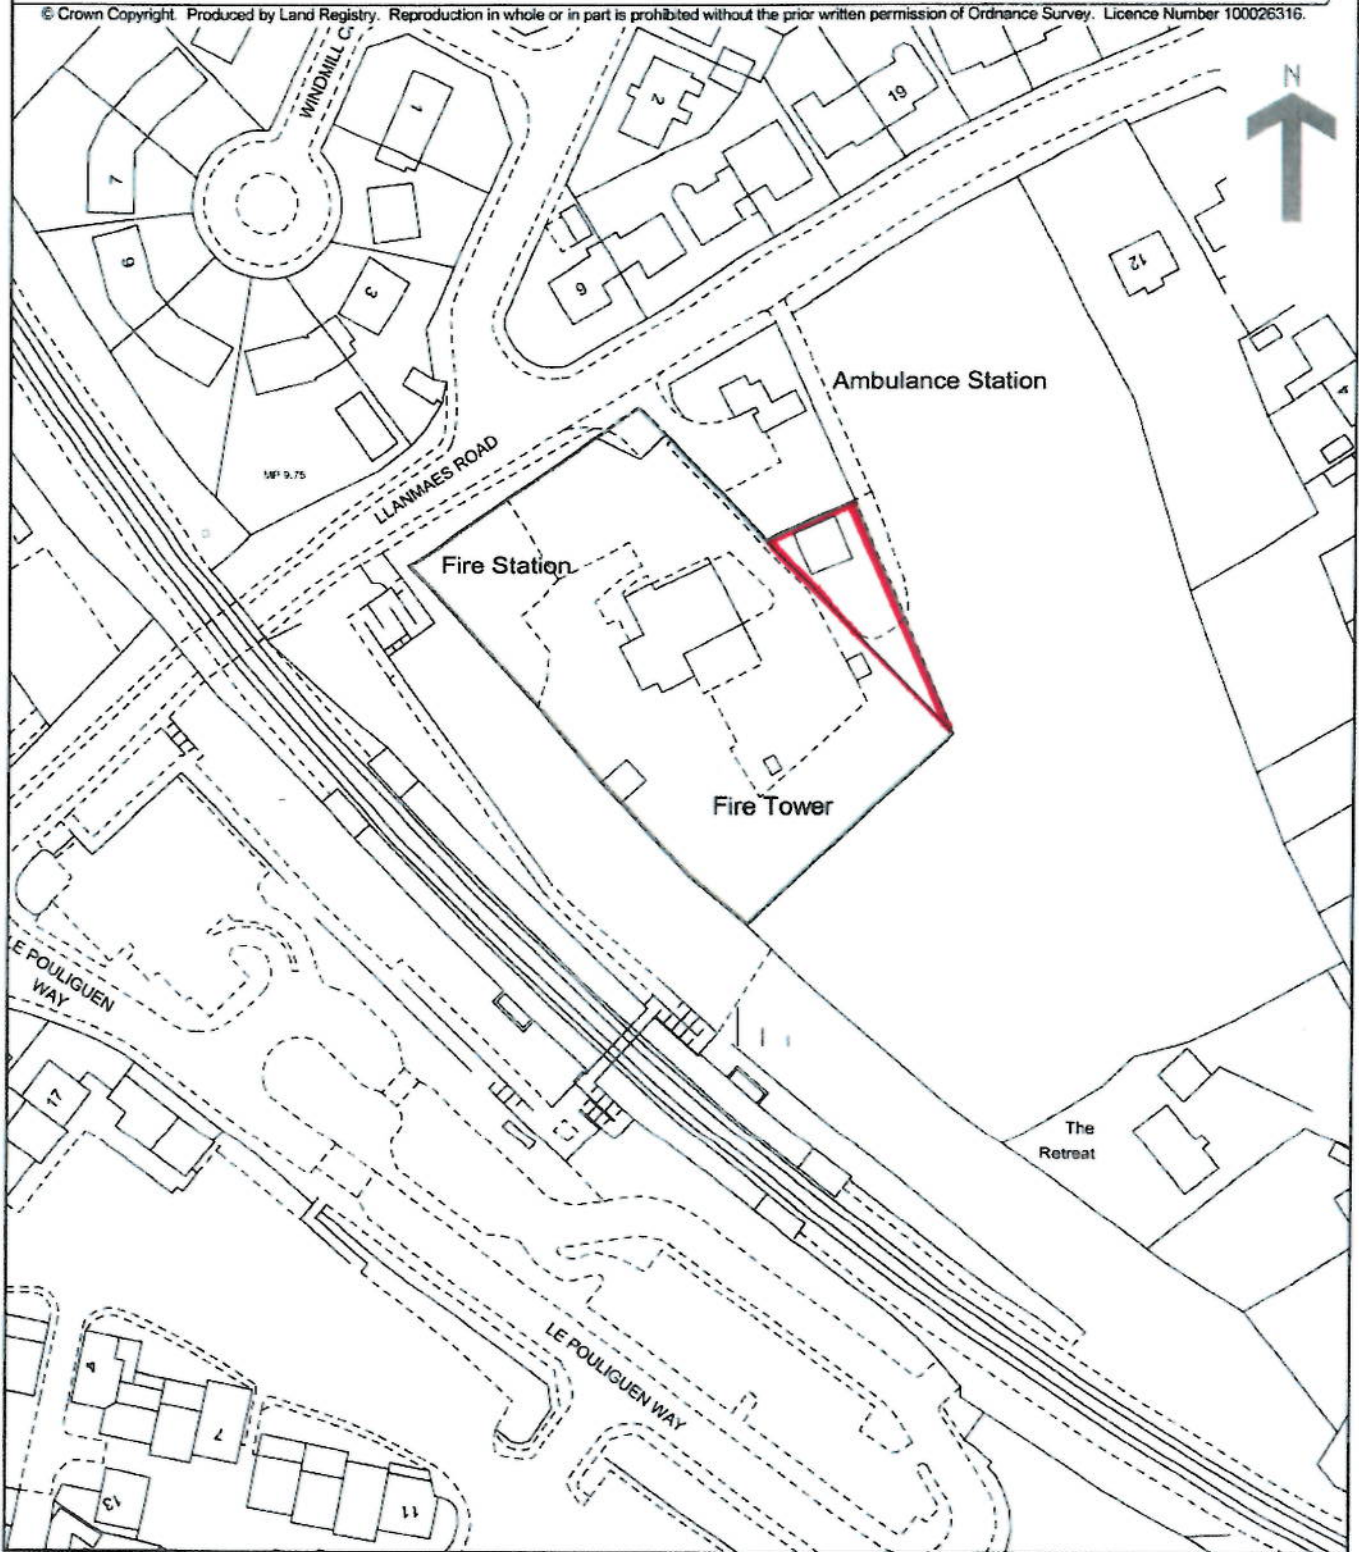 © Crown Copyright. Produced by Land Registry. Reproduction in whole or in part is prohibited without the prior written permission of Ordnance Survey. Licence Number 100026316.
N
WINDMILL C
1
2
19
7
9
3
6
12
Ambulance Station
4
MP 9.75
LLANMAES ROAD
Fire Station
Fire Tower
LE POULIGUEN
WAY
17
The
Retreat
LE POULIGUEN WAY
4
7
13
11